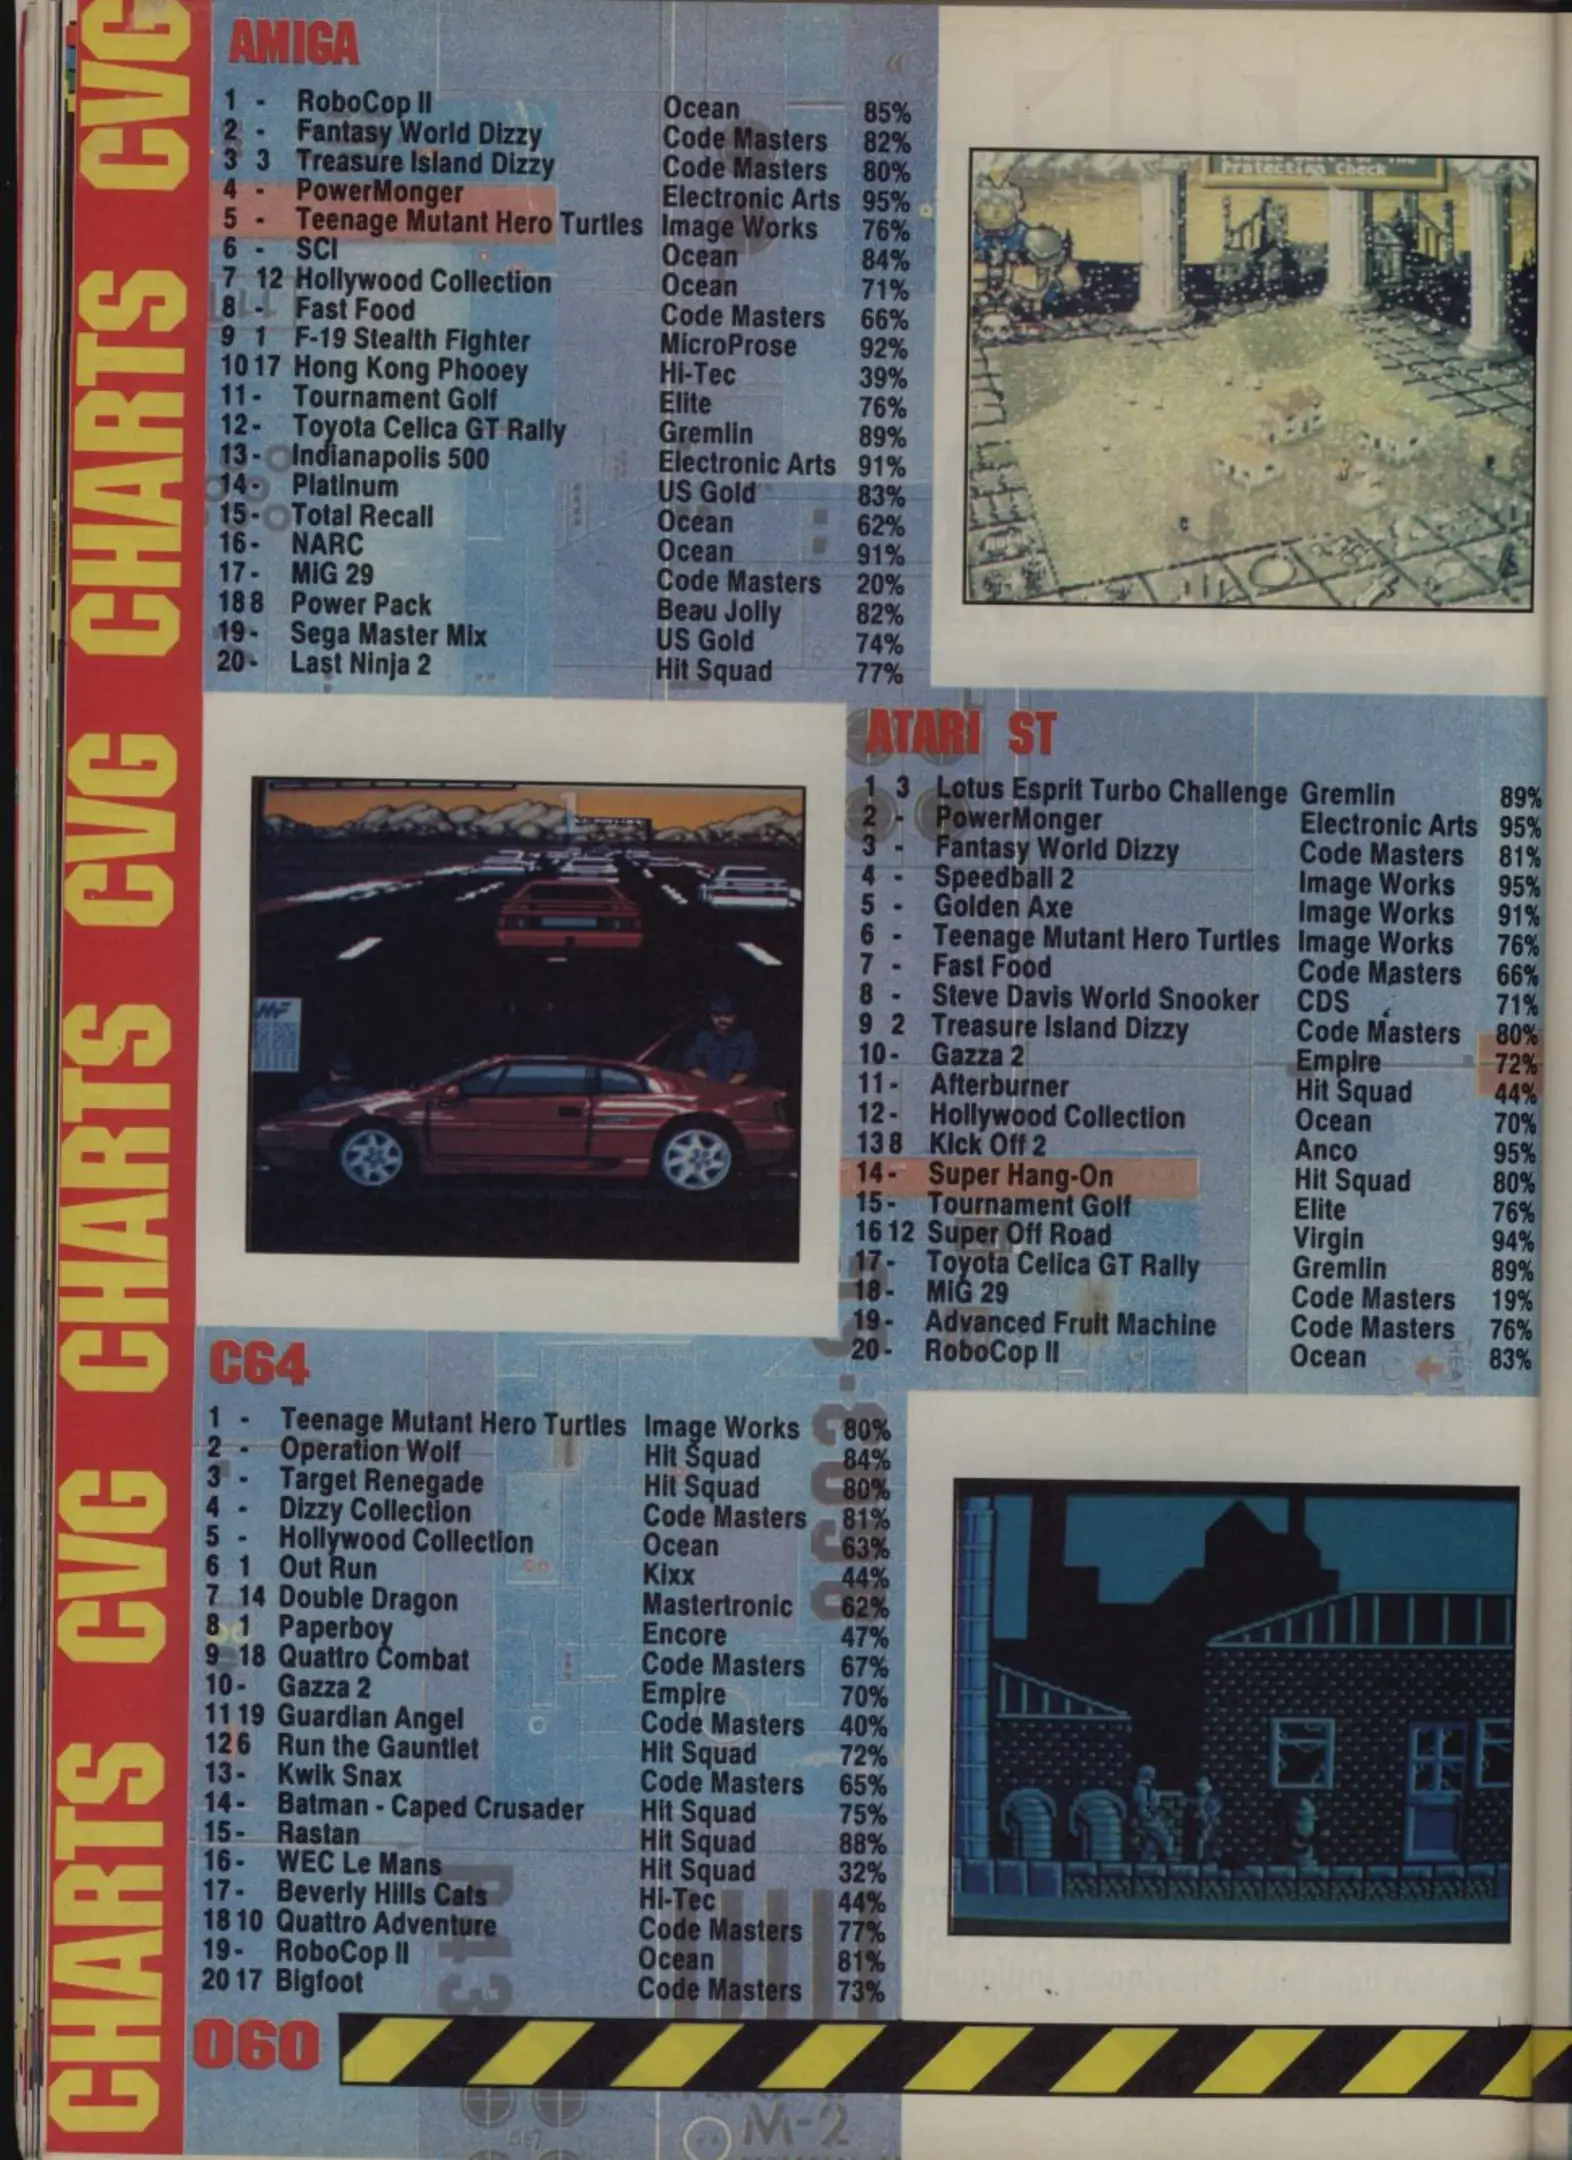 CHARTS CVG CHARTS CVG CHARTS CVG
AMIGA
1 - RoboCop II Ocean 85%
2 - Fantasy World Dizzy Code Masters 82%
3 3 Treasure Island Dizzy Code Masters 80%
4 - PowerMonger Electronic Arts 95%
5 - Teenage Mutant Hero Turtles Image Works 76%
6 - SCI Ocean 84%
7 12 Hollywood Collection Ocean 71%
8 - Fast Food Code Masters 66%
9 1 F-19 Stealth Fighter MicroProse 92%
10 17 Hong Kong Phooey Hi-Tec 39%
11 - Tournament Golf Elite 76%
12 - Toyota Celica GT Rally Gremlin 89%
13 - Indianapolis 500 Electronic Arts 91%
14 - Platinum US Gold 83%
15 - Total Recall Ocean 62%
16 - NARC Ocean 91%
17 - MiG 29 Code Masters 20%
18 8 Power Pack Beau Jolly 82%
19 - Sega Master Mix US Gold 74%
20 - Last Ninja 2 Hit Squad 77%
Protecting Check
ATARI ST
1 3 Lotus Esprit Turbo Challenge Gremlin 89%
2 - PowerMonger Electronic Arts 95%
3 - Fantasy World Dizzy Code Masters 81%
4 - Speedball 2 Image Works 95%
5 - Golden Axe Image Works 91%
6 - Teenage Mutant Hero Turtles Image Works 76%
7 - Fast Food Code Masters 66%
8 - Steve Davis World Snooker CDS 71%
9 2 Treasure Island Dizzy Code Masters 80%
10 - Gazza 2 Empire 72%
11 - Afterburner Hit Squad 44%
12 - Hollywood Collection Ocean 70%
13 8 Kick Off 2 Anco 95%
14 - Super Hang-On Hit Squad 80%
15 - Tournament Golf Elite 76%
16 12 Super Off Road Virgin 94%
17 - Toyota Celica GT Rally Gremlin 89%
18 - MiG 29 Code Masters 19%
19 - Advanced Fruit Machine Code Masters 76%
20 - RoboCop II Ocean 83%
C64
1 - Teenage Mutant Hero Turtles Image Works 80%
2 - Operation Wolf Hit Squad 84%
3 - Target Renegade Hit Squad 80%
4 - Dizzy Collection Code Masters 81%
5 - Hollywood Collection Ocean 63%
6 1 Out Run Kixx 44%
7 14 Double Dragon Mastertronic 62%
8 1 Paperboy Encore 47%
9 18 Quattro Combat Code Masters 67%
10 - Gazza 2 Empire 70%
11 19 Guardian Angel Code Masters 40%
12 6 Run the Gauntlet Hit Squad 72%
13 - Kwik Snax Code Masters 65%
14 - Batman - Caped Crusader Hit Squad 75%
15 - Rastan Hit Squad 88%
16 - WEC Le Mans Hit Squad 32%
17 - Beverly Hills Cats Hi-Tec 44%
18 10 Quattro Adventure Code Masters 77%
19 - RoboCop II Ocean 81%
20 17 Bigfoot Code Masters 73%
060
M-2